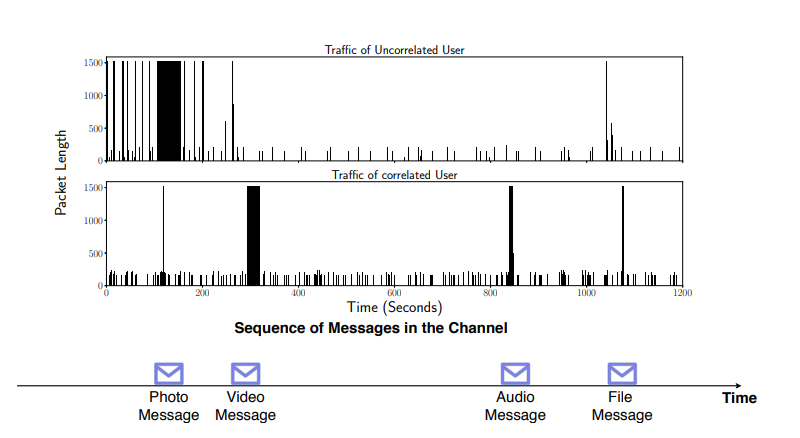 Traffic of Uncorrelated User
1500
1000
500
0
Packet Length
Traffic of correlated User
1500
1000
500
0
0 200 400 600 800 1000 1200
Time (Seconds)
Sequence of Messages in the Channel
Photo Message
Video Message
Audio Message
File Message
Time